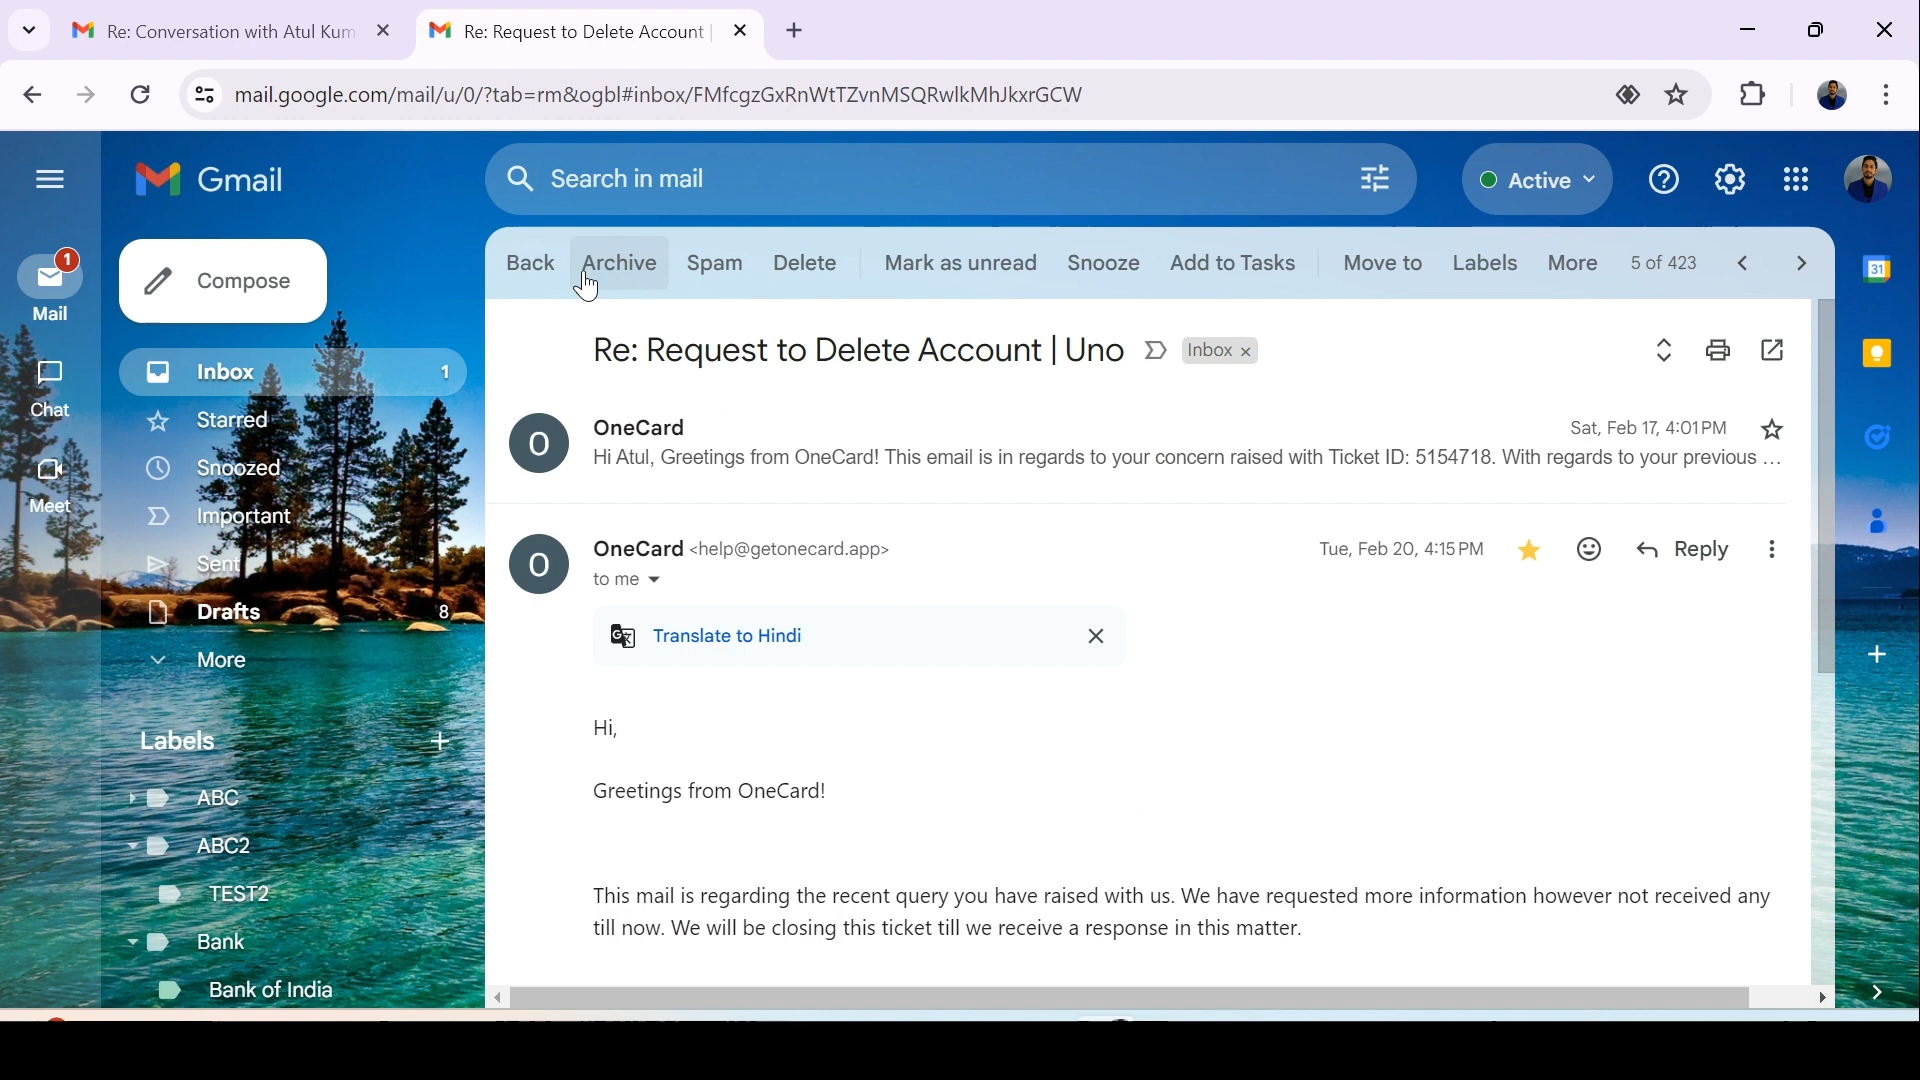 Re: Conversation with Atul Kum
Re: Request to Delete Account |
mail.google.com/mail/u/0/?tab=rm&ogbl#inbox/FMfcgzGxRnWtTZvnMSQRwlkMhJkxrGCW
Gmail
Search in mail
Active
1
Mail
Chat
Meet
Compose
Inbox 1
Starred
Snoozed
Important
Sent
Drafts 8
More
Labels
ABC
ABC2
TEST2
Bank
Bank of India
Back Archive Spam Delete Mark as unread Snooze Add to Tasks Move to Labels More 5 of 423
Re: Request to Delete Account | Uno Inbox x
OneCard Sat, Feb 17, 4:01 PM
Hi Atul, Greetings from OneCard! This email is in regards to your concern raised with Ticket ID: 5154718. With regards to your previous ...
OneCard <help@getonecard.app> Tue, Feb 20, 4:15 PM Reply
to me
Translate to Hindi
Hi,
Greetings from OneCard!
This mail is regarding the recent query you have raised with us. We have requested more information however not received any
till now. We will be closing this ticket till we receive a response in this matter.
O
O
31